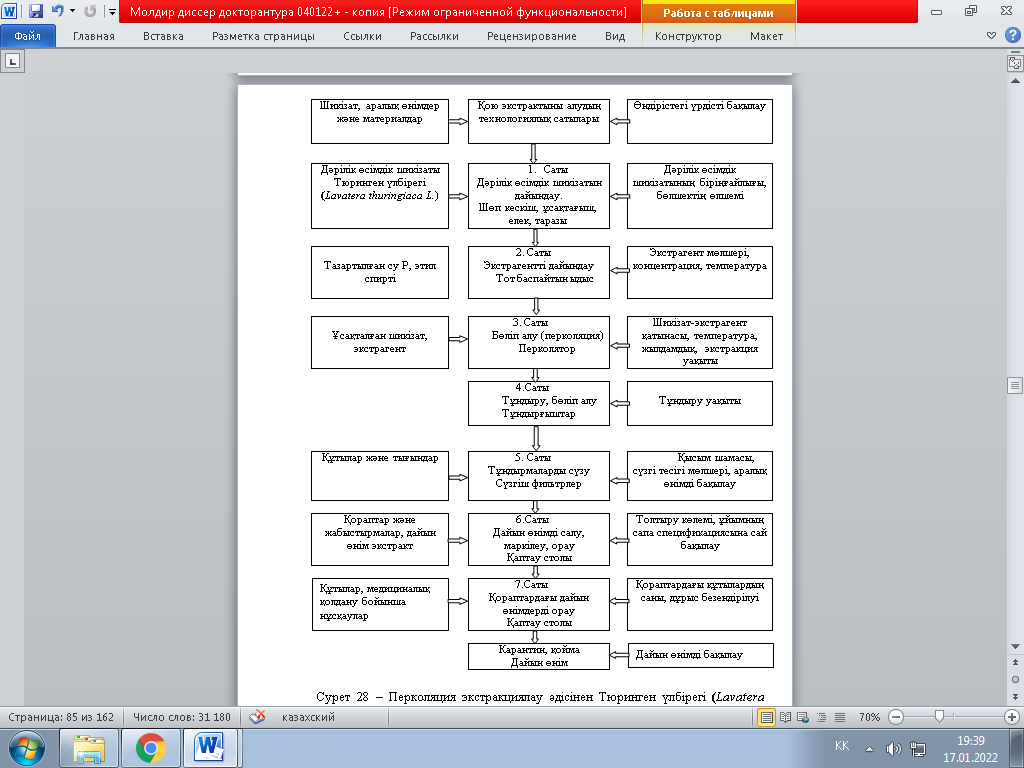 Молдир диссер докторантура 040122+ - копия [Режим ограниченной функциональности]
Работа с таблицами
Файл
Главная
Вставка
Разметка страницы
Ссылки
Рассылки
Рецензирование
Вид
Конструктор
Макет
Шикізат, аралық өнімдер
және материалдар
Қою экстрактыны алудың
технологиялық сатылары
Өндірістегі үрдісті бақылау
Дәрілік өсімдік шикізаты
Тюринген үлбірегі
(Lavatera thuringiaca L.)
1. Саты
Дәрілік өсімдік шикізатын
дайындау.
Шөп кескіш, ұсақтағыш,
елек, таразы
Дәрілік өсімдік
шикізатының біріңғайлығы,
бөлшектің өлшемі
Тазартылған су Р, этил
спирті
2. Саты
Экстрагентті дайындау
Тот баспайтын ыдыс
Экстрагент мөлшері,
концентрация, температура
Ұсақталған шикізат,
экстрагент
3. Саты
Бөліп алу (перколяция)
Перколятор
Шикізат-экстрагент
қатынасы, температура,
жылдамдық, экстракция
уақыты
4.Саты
Тұндыру, бөліп алу
Тұндырғыштар
Тұндыру уақыты
Құтылар және тығындар
5. Саты
Тұндырмаларды сүзу
Сүзгіш фильтрлер
Қысым шамасы,
сүзгі тесігі мөлшері, аралық
өнімді бақылау
Қораптар және
жабыстырмалар, дайын
өнім экстракт
6.Саты
Дайын өнімді салу,
маркілеу, орау
Қаптау столы
Толтыру көлемі, ұйымның
сапа спецификациясына сай
бақылау
Құтылар, медициналық
қолдану бойынша
нұсқаулар
7.Саты
Қораптардағы дайын
өнімдерді орау
Қаптау столы
Қораптардағы құтылардың
саны, дұрыс безендірілуі
Карантин, қойма
Дайын өнім
Дайын өнімді бақылау
Сурет 28 – Перколяция экстракциялау әдісінен Тюринген үлбірегі (Lavatera
Страница: 85 из 162
Число слов: 31 180
казахский
70%
KK
19:39
17.01.2022